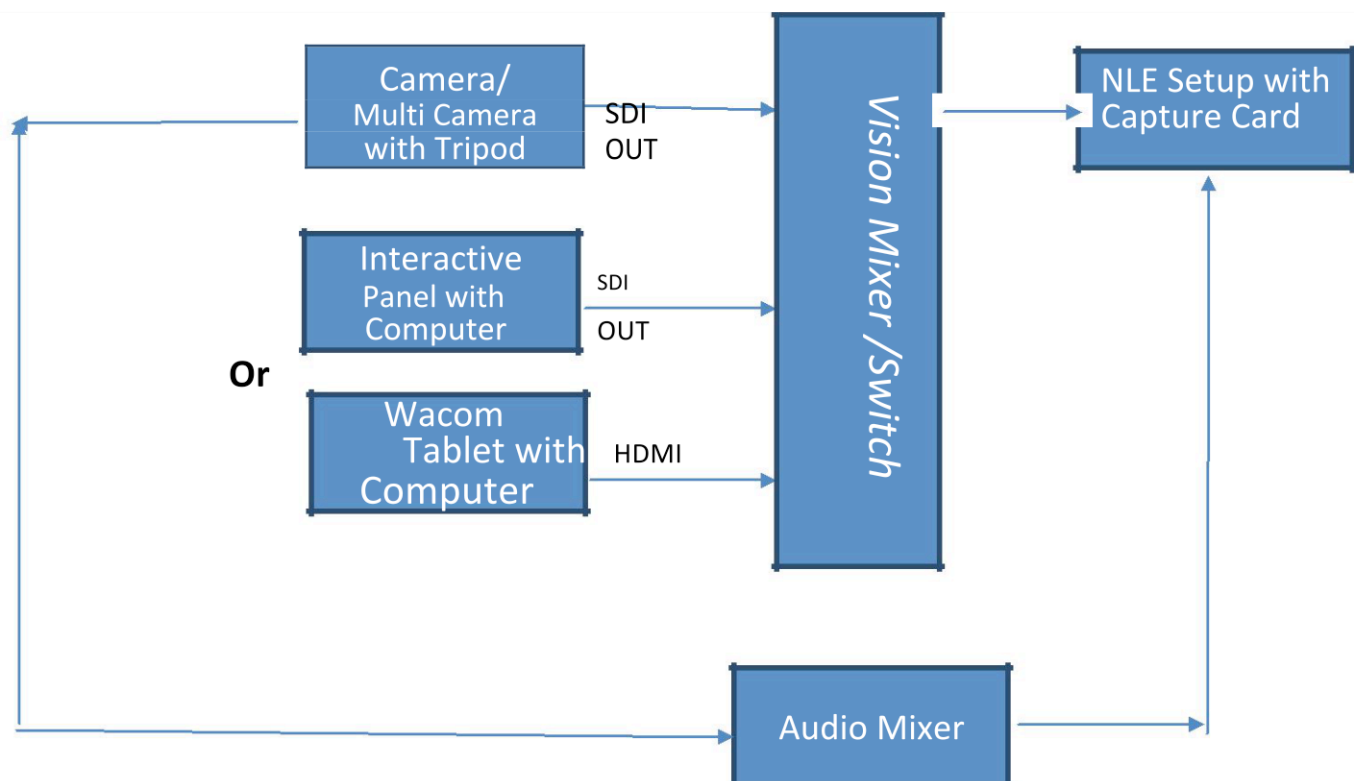 Camera/
Multi Camera
with Tripod
SDI
OUT
Interactive
Panel with
Computer
SDI
OUT
Or
Wacom
Tablet with
Computer
HDMI
Vision Mixer /Switch
NLE Setup with
Capture Card
Audio Mixer